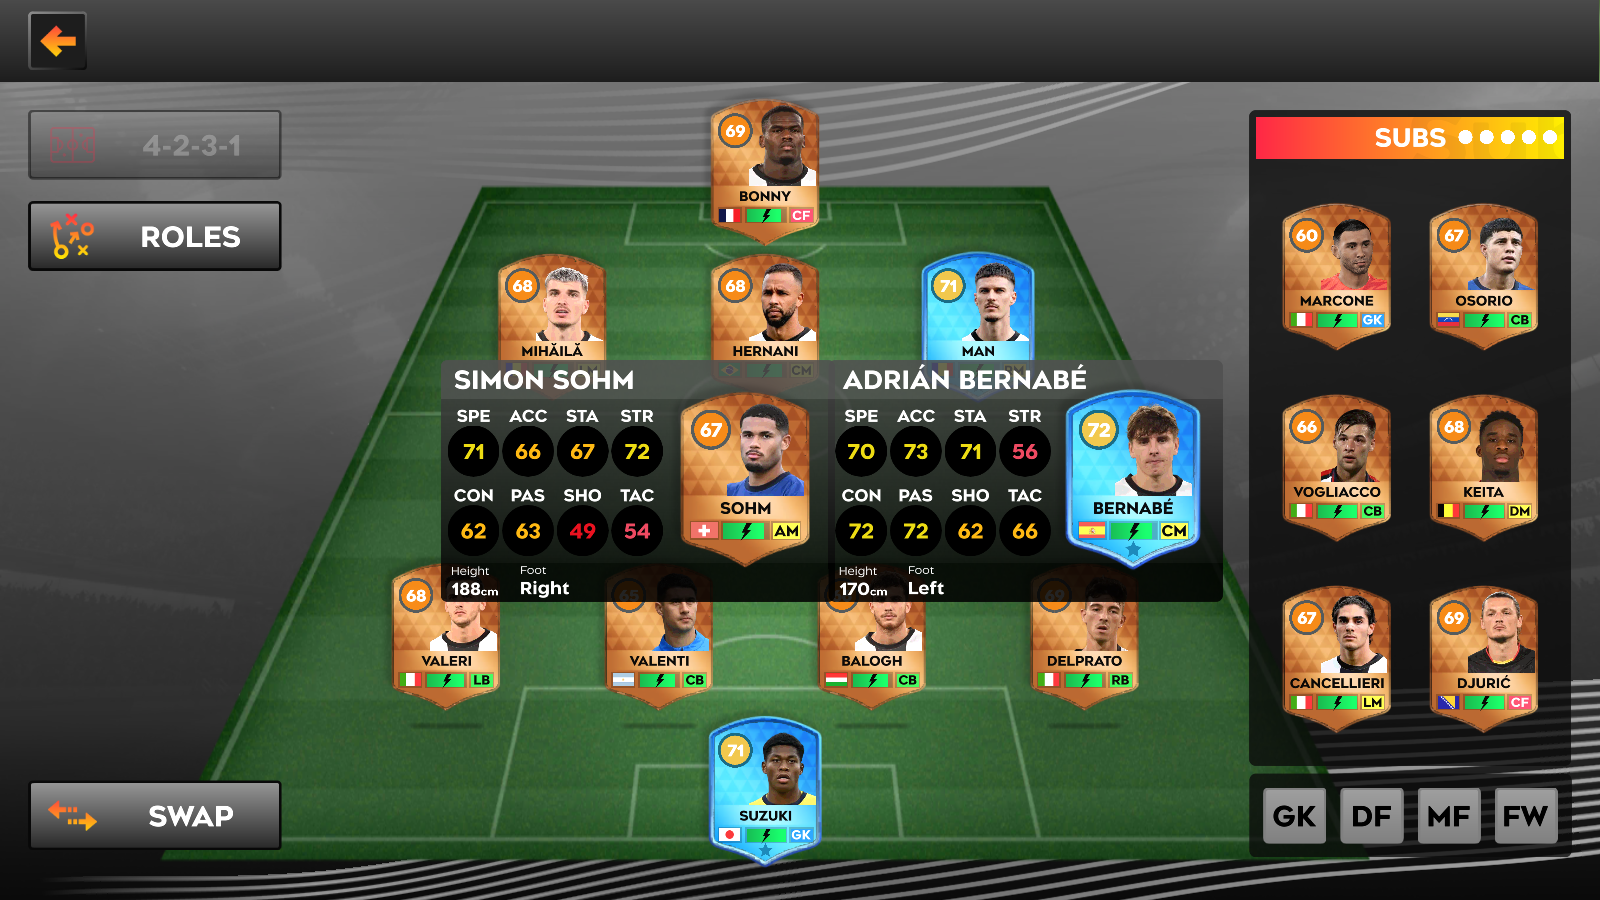 4-2-3-1
ROLES
SWAP
69
BONNY
CF
68
MIHĂILĂ
68
HERNANI
CM
71
MAN
SIMON SOHM
SPE ACC STA STR
71 66 67 72
CON PAS SHO TAC
62 63 49 54
Height Foot
188cm Right
67
SOHM
AM
ADRIÁN BERNABÉ
SPE ACC STA STR
70 73 71 56
CON PAS SHO TAC
72 72 62 66
Height Foot
170cm Left
72
BERNABÉ
CM
68
VALERI
LB
65
VALENTI
CB
BALOGH
CB
69
DELPRATO
RB
71
SUZUKI
GK
SUBS
60
MARCONE
GK
67
OSORIO
CB
66
VOGLIACCO
CB
68
KEITA
DM
67
CANCELLIERI
LM
69
DJURIĆ
CF
GK DF MF FW